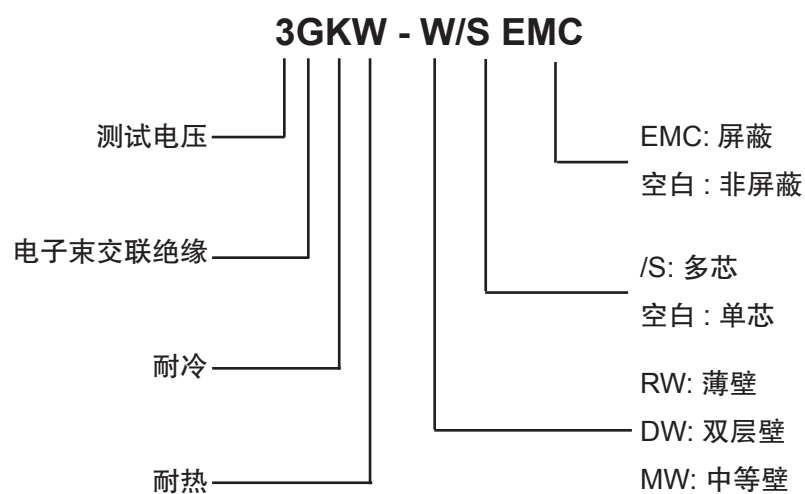 3GKW - W/S EMC
测试电压
电子束交联绝缘
耐冷
耐热
EMC: 屏蔽
空白 : 非屏蔽
/S: 多芯
空白 : 单芯
RW: 薄壁
DW: 双层壁
MW: 中等壁